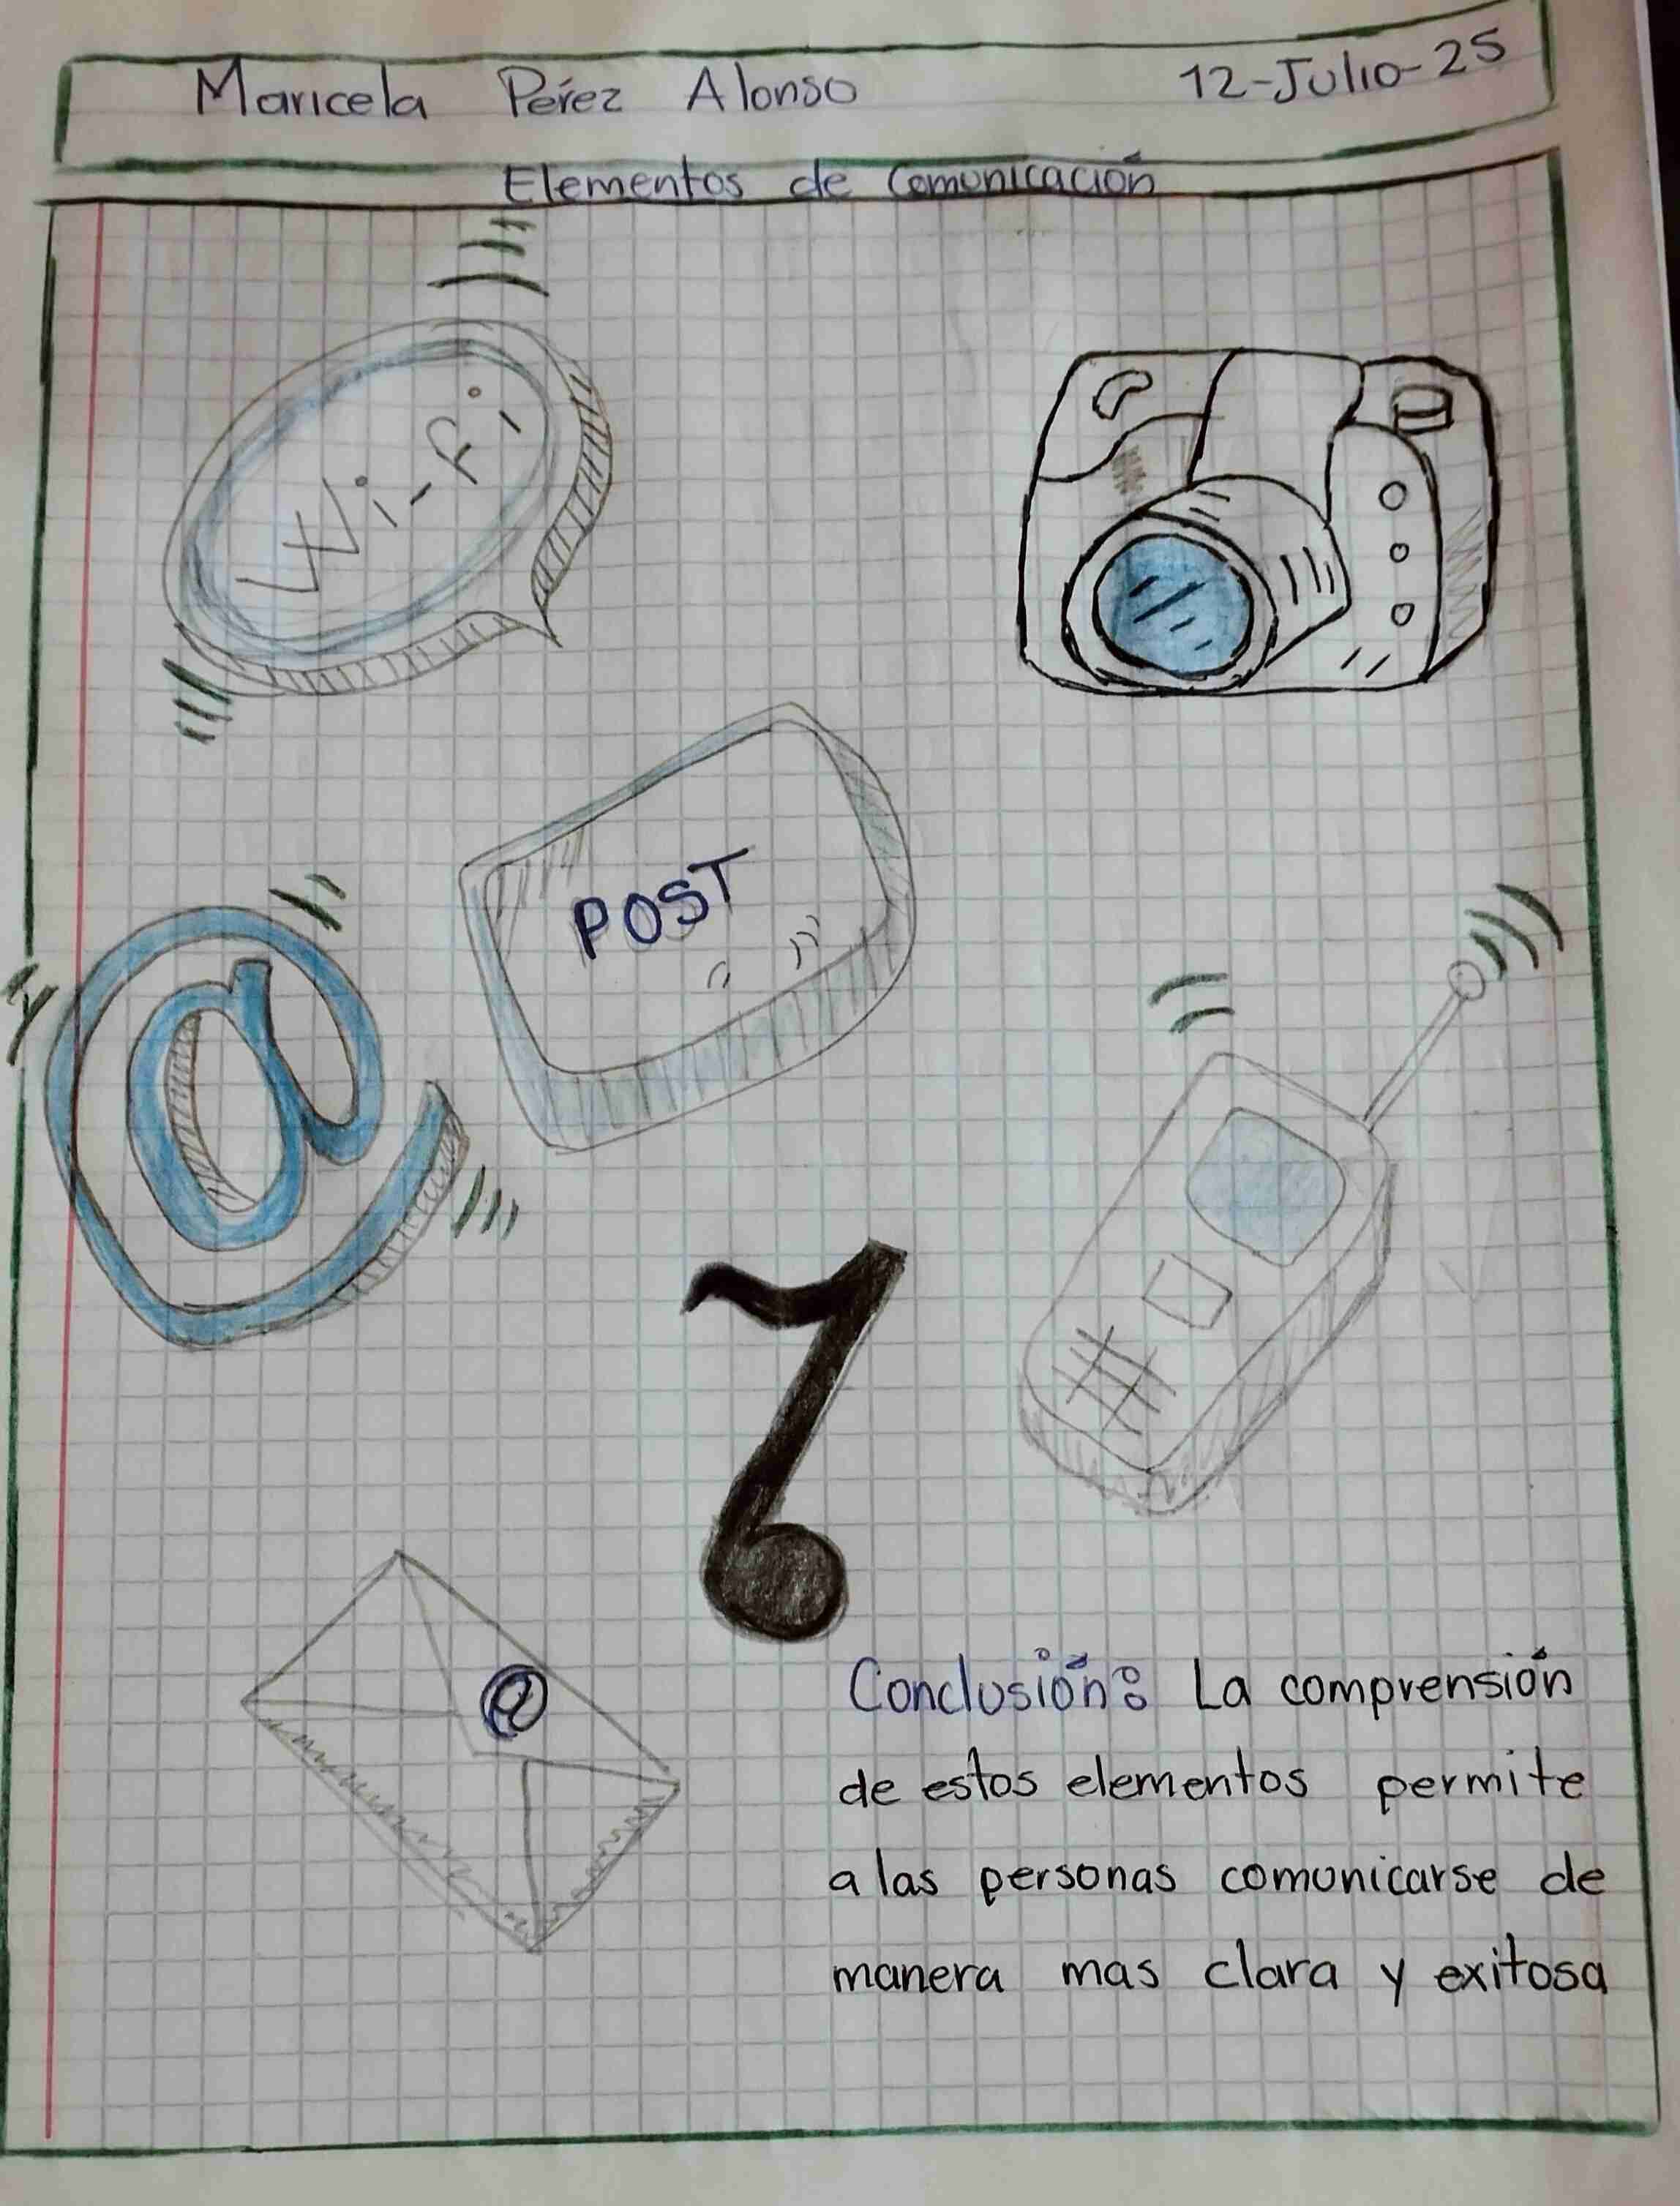 Maricela Pérez Alonso 12-Julio-25
Elementos de Comunicación
Wi-fi
POST
@
@
Conclusión: La comprensión
de estos elementos permite
a las personas comunicarse de
manera mas clara y exitosa